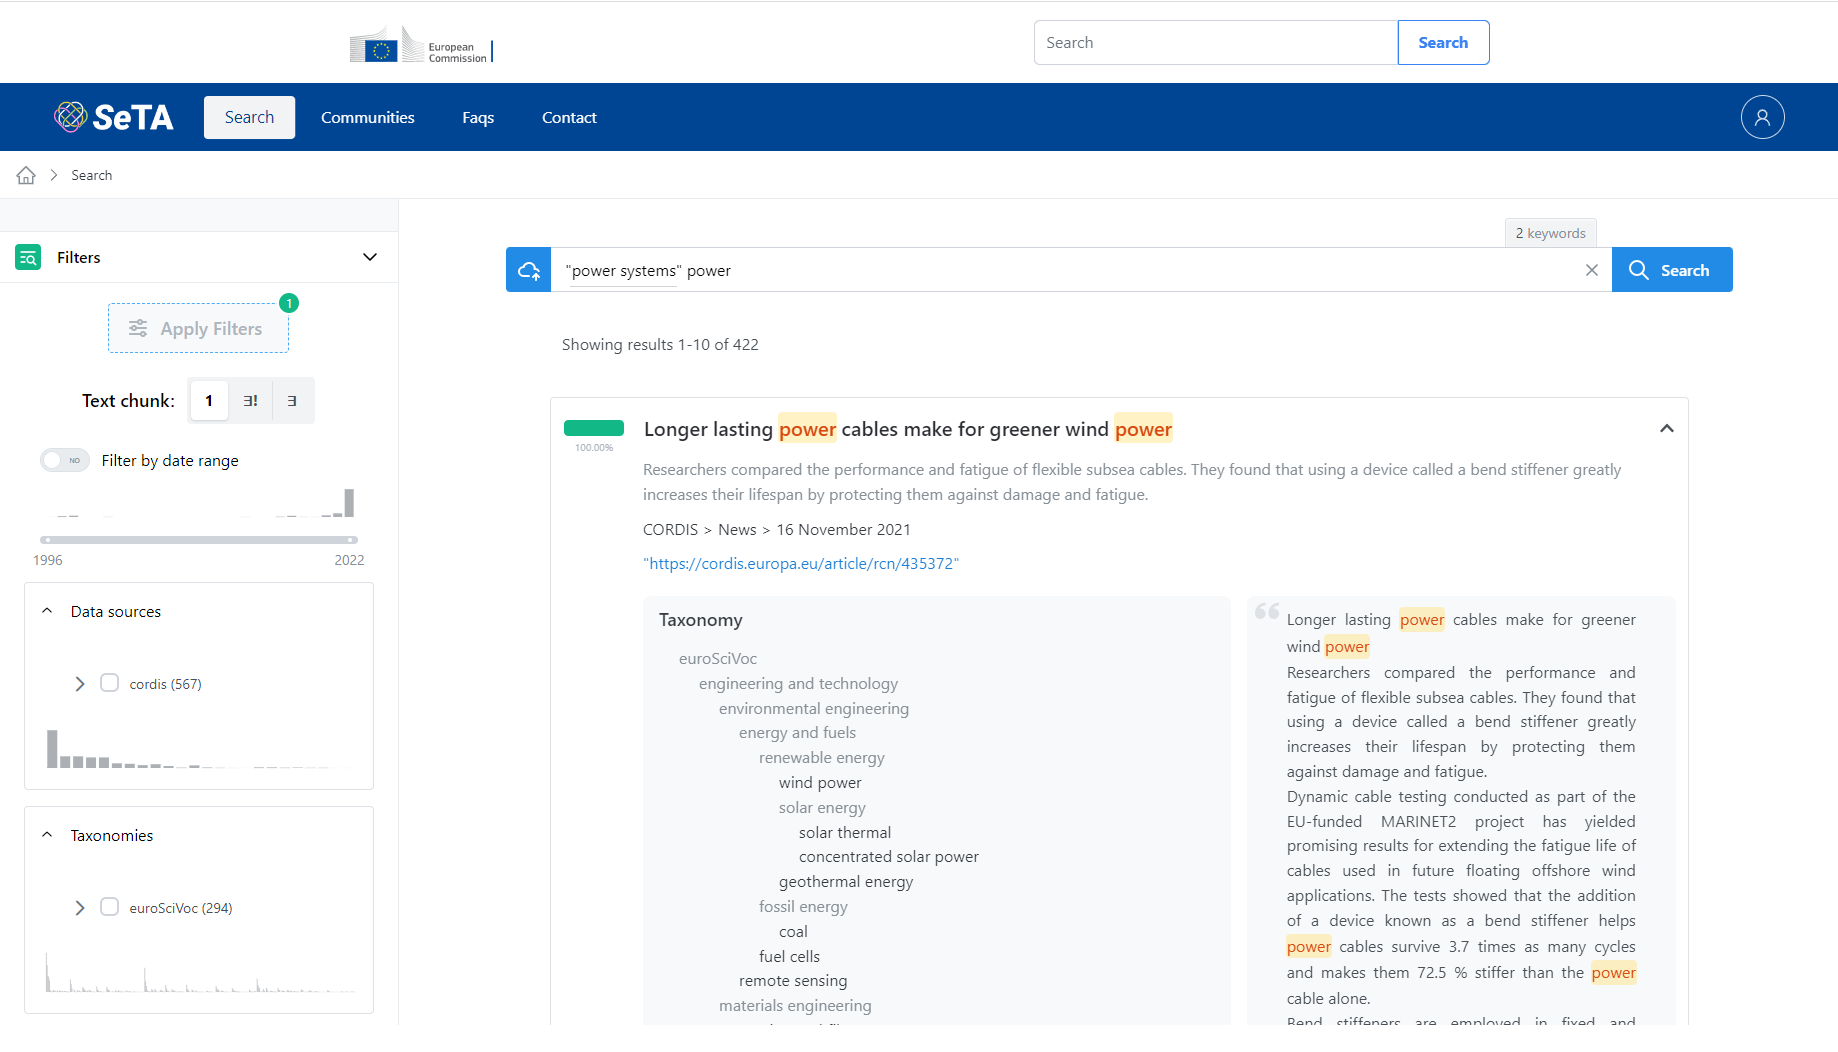 European
Commission
Search
Search
SeTA
Search
Communities
Faqs
Contact
Search
Filters
1
Apply Filters
Text chunk:
1
∃!
∃
NO
Filter by date range
1996
2022
Data sources
cordis (567)
Taxonomies
euroSciVoc (294)
2 keywords
"power systems" power
Search
Showing results 1-10 of 422
100.00%
Longer lasting power cables make for greener wind power
Researchers compared the performance and fatigue of flexible subsea cables. They found that using a device called a bend stiffener greatly
increases their lifespan by protecting them against damage and fatigue.
CORDIS > News > 16 November 2021
"https://cordis.europa.eu/article/rcn/435372"
Taxonomy
euroSciVoc
engineering and technology
environmental engineering
energy and fuels
renewable energy
wind power
solar energy
solar thermal
concentrated solar power
geothermal energy
fossil energy
coal
fuel cells
remote sensing
materials engineering
Longer lasting power cables make for greener
wind power
Researchers compared the performance and
fatigue of flexible subsea cables. They found that
using a device called a bend stiffener greatly
increases their lifespan by protecting them
against damage and fatigue.
Dynamic cable testing conducted as part of the
EU-funded MARINET2 project has yielded
promising results for extending the fatigue life of
cables used in future floating offshore wind
applications. The tests showed that the addition
of a device known as a bend stiffener helps
power cables survive 3.7 times as many cycles
and makes them 72.5 % stiffer than the power
cable alone.
Bend stiffeners are employed in fixed and